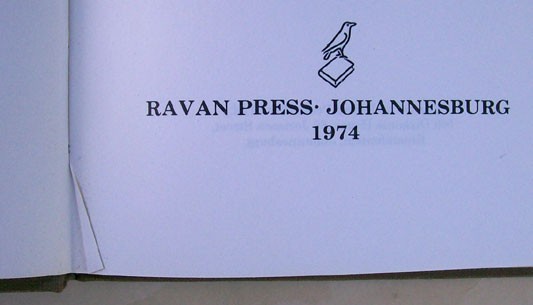 RAVAN PRESS· JOHANNESBURG
1974